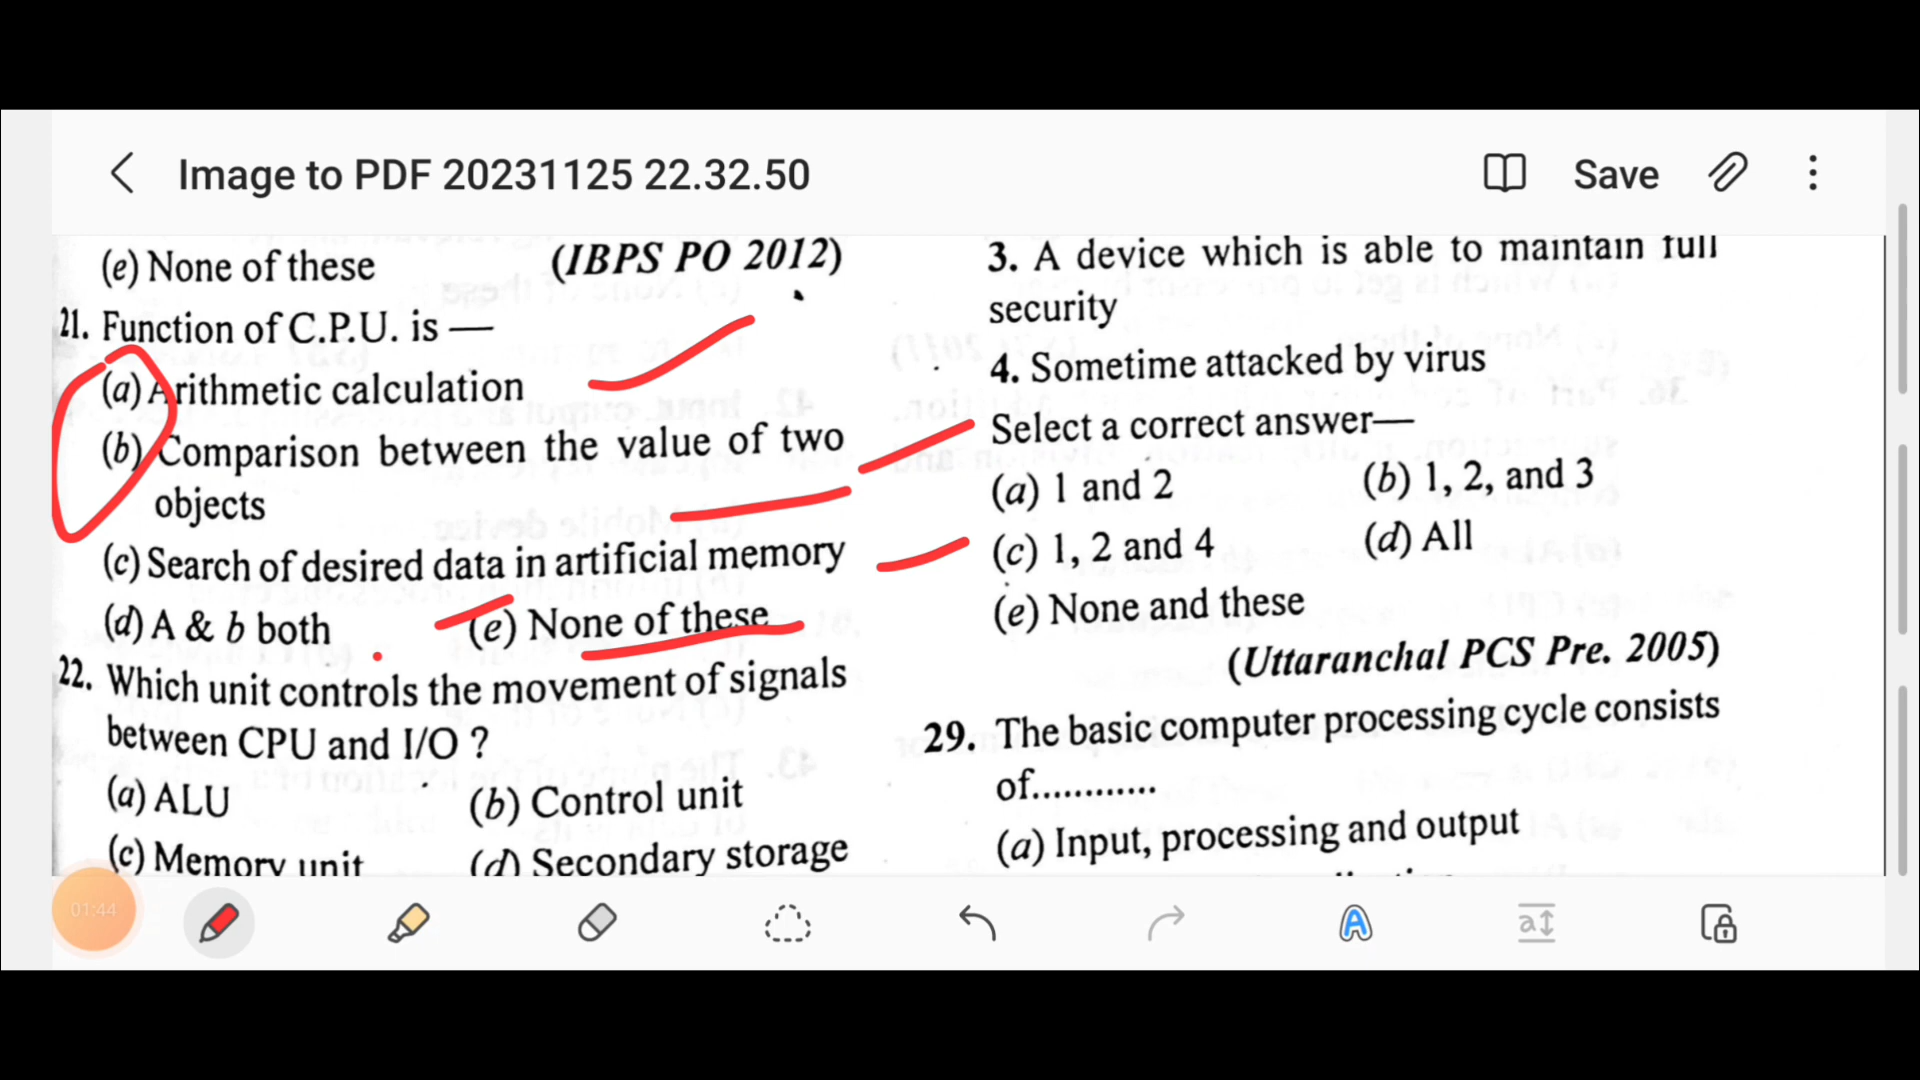 Image to PDF 20231125 22.32.50
Save
(e) None of these (IBPS PO 2012)
21. Function of C.P.U. is —
(a) Arithmetic calculation
(b) Comparison between the value of two
objects
(c) Search of desired data in artificial memory
(d) A & b both (e) None of these
22. Which unit controls the movement of signals
between CPU and I/O ?
(a) ALU (b) Control unit
(c) Memory unit (d) Secondary storage
3. A device which is able to maintain full
security
4. Sometime attacked by virus
Select a correct answer—
(a) 1 and 2 (b) 1, 2, and 3
(c) 1, 2 and 4 (d) All
(e) None and these
(Uttaranchal PCS Pre. 2005)
29. The basic computer processing cycle consists
of............
(a) Input, processing and output
01:44
A
a